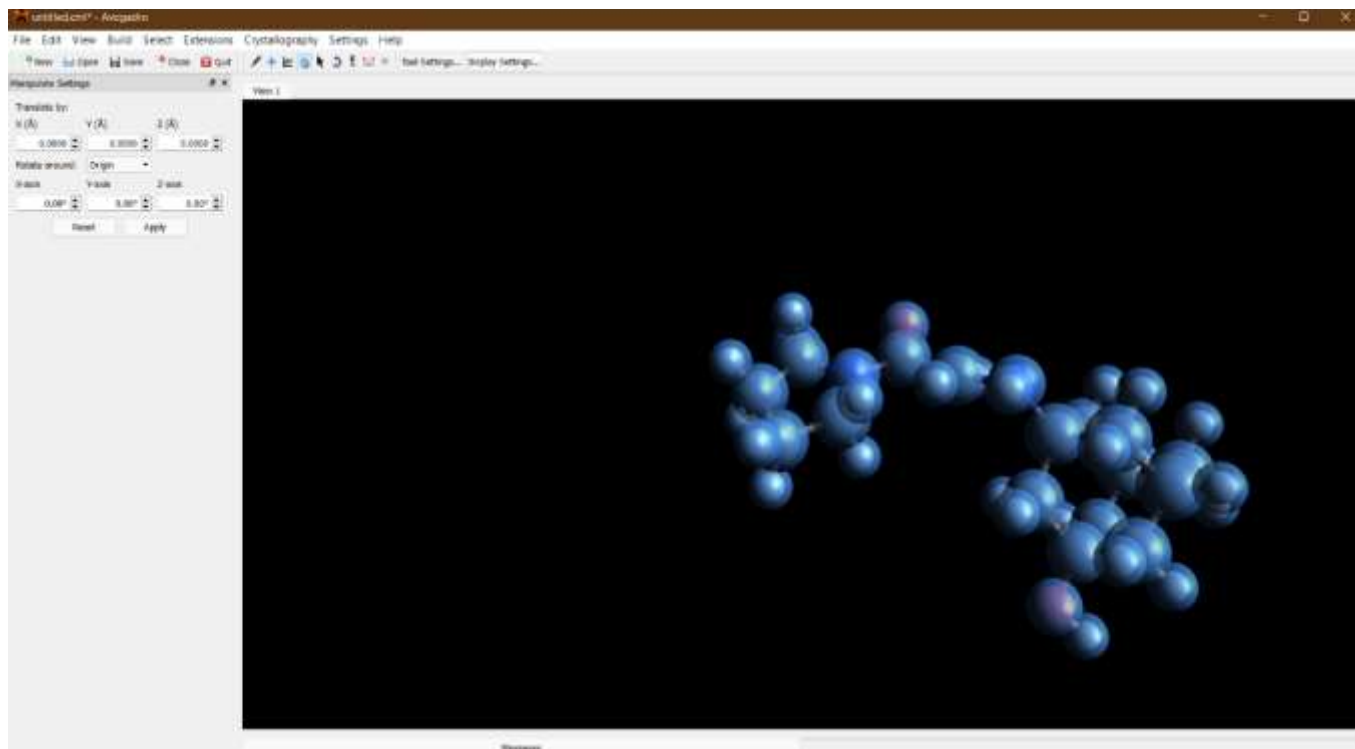 untitled.cml* - Avogadro
File Edit View Build Select Extensions Crystallography Settings Help
New Open Save Close Quit Tool Settings... Display Settings...
Manipulate Settings
View 1
Translate by:
X (Å) Y (Å) Z (Å)
0.0000 0.0000 0.0000
Rotate around: Origin
X-axis Y-axis Z-axis
0.00° 0.00° 0.00°
Reset Apply